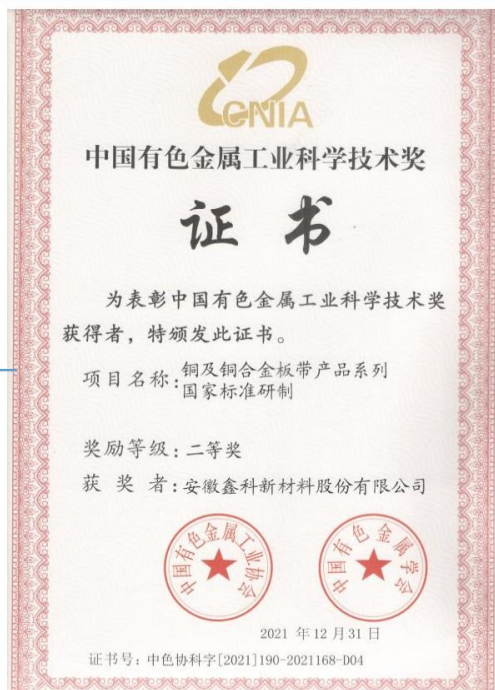 CNIA
中国有色金属工业科学技术奖
证书
为表彰中国有色金属工业科学技术奖
获得者，特颁发此证书。
项目名称：铜及铜合金板带产品系列
国家标准研制
奖励等级：二等奖
获奖者：安徽鑫科新材料股份有限公司
中国有色金属工业协会
中国有色金属学会
2021 年 12 月 31 日
证书号：中色协科字[2021]190-2021168-D04